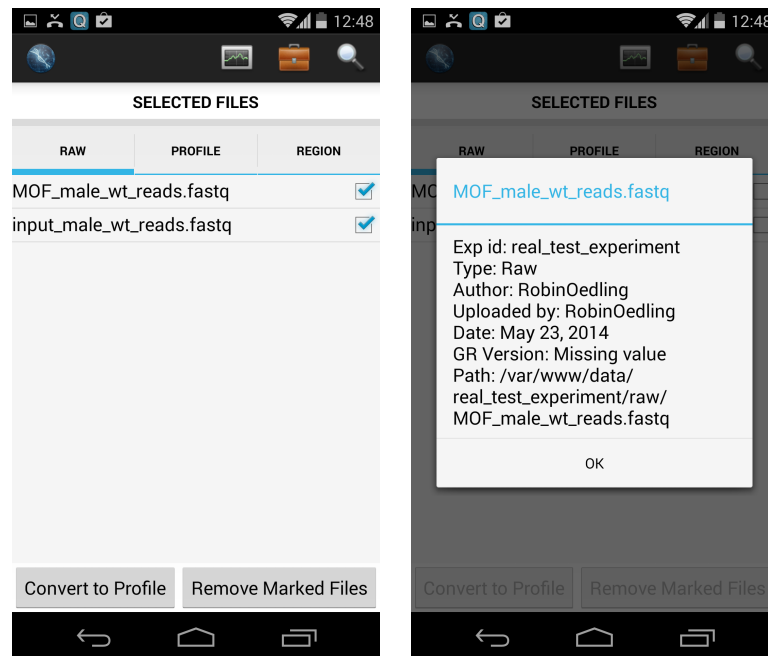 12:48
SELECTED FILES
RAW PROFILE REGION
MOF_male_wt_reads.fastq
input_male_wt_reads.fastq
Convert to Profile Remove Marked Files
12:48
SELECTED FILES
RAW PROFILE REGION
MO
inp
MOF_male_wt_reads.fastq
Exp id: real_test_experiment
Type: Raw
Author: RobinOedling
Uploaded by: RobinOedling
Date: May 23, 2014
GR Version: Missing value
Path: /var/www/data/
real_test_experiment/raw/
MOF_male_wt_reads.fastq
OK
Convert to Profile Remove Marked Files